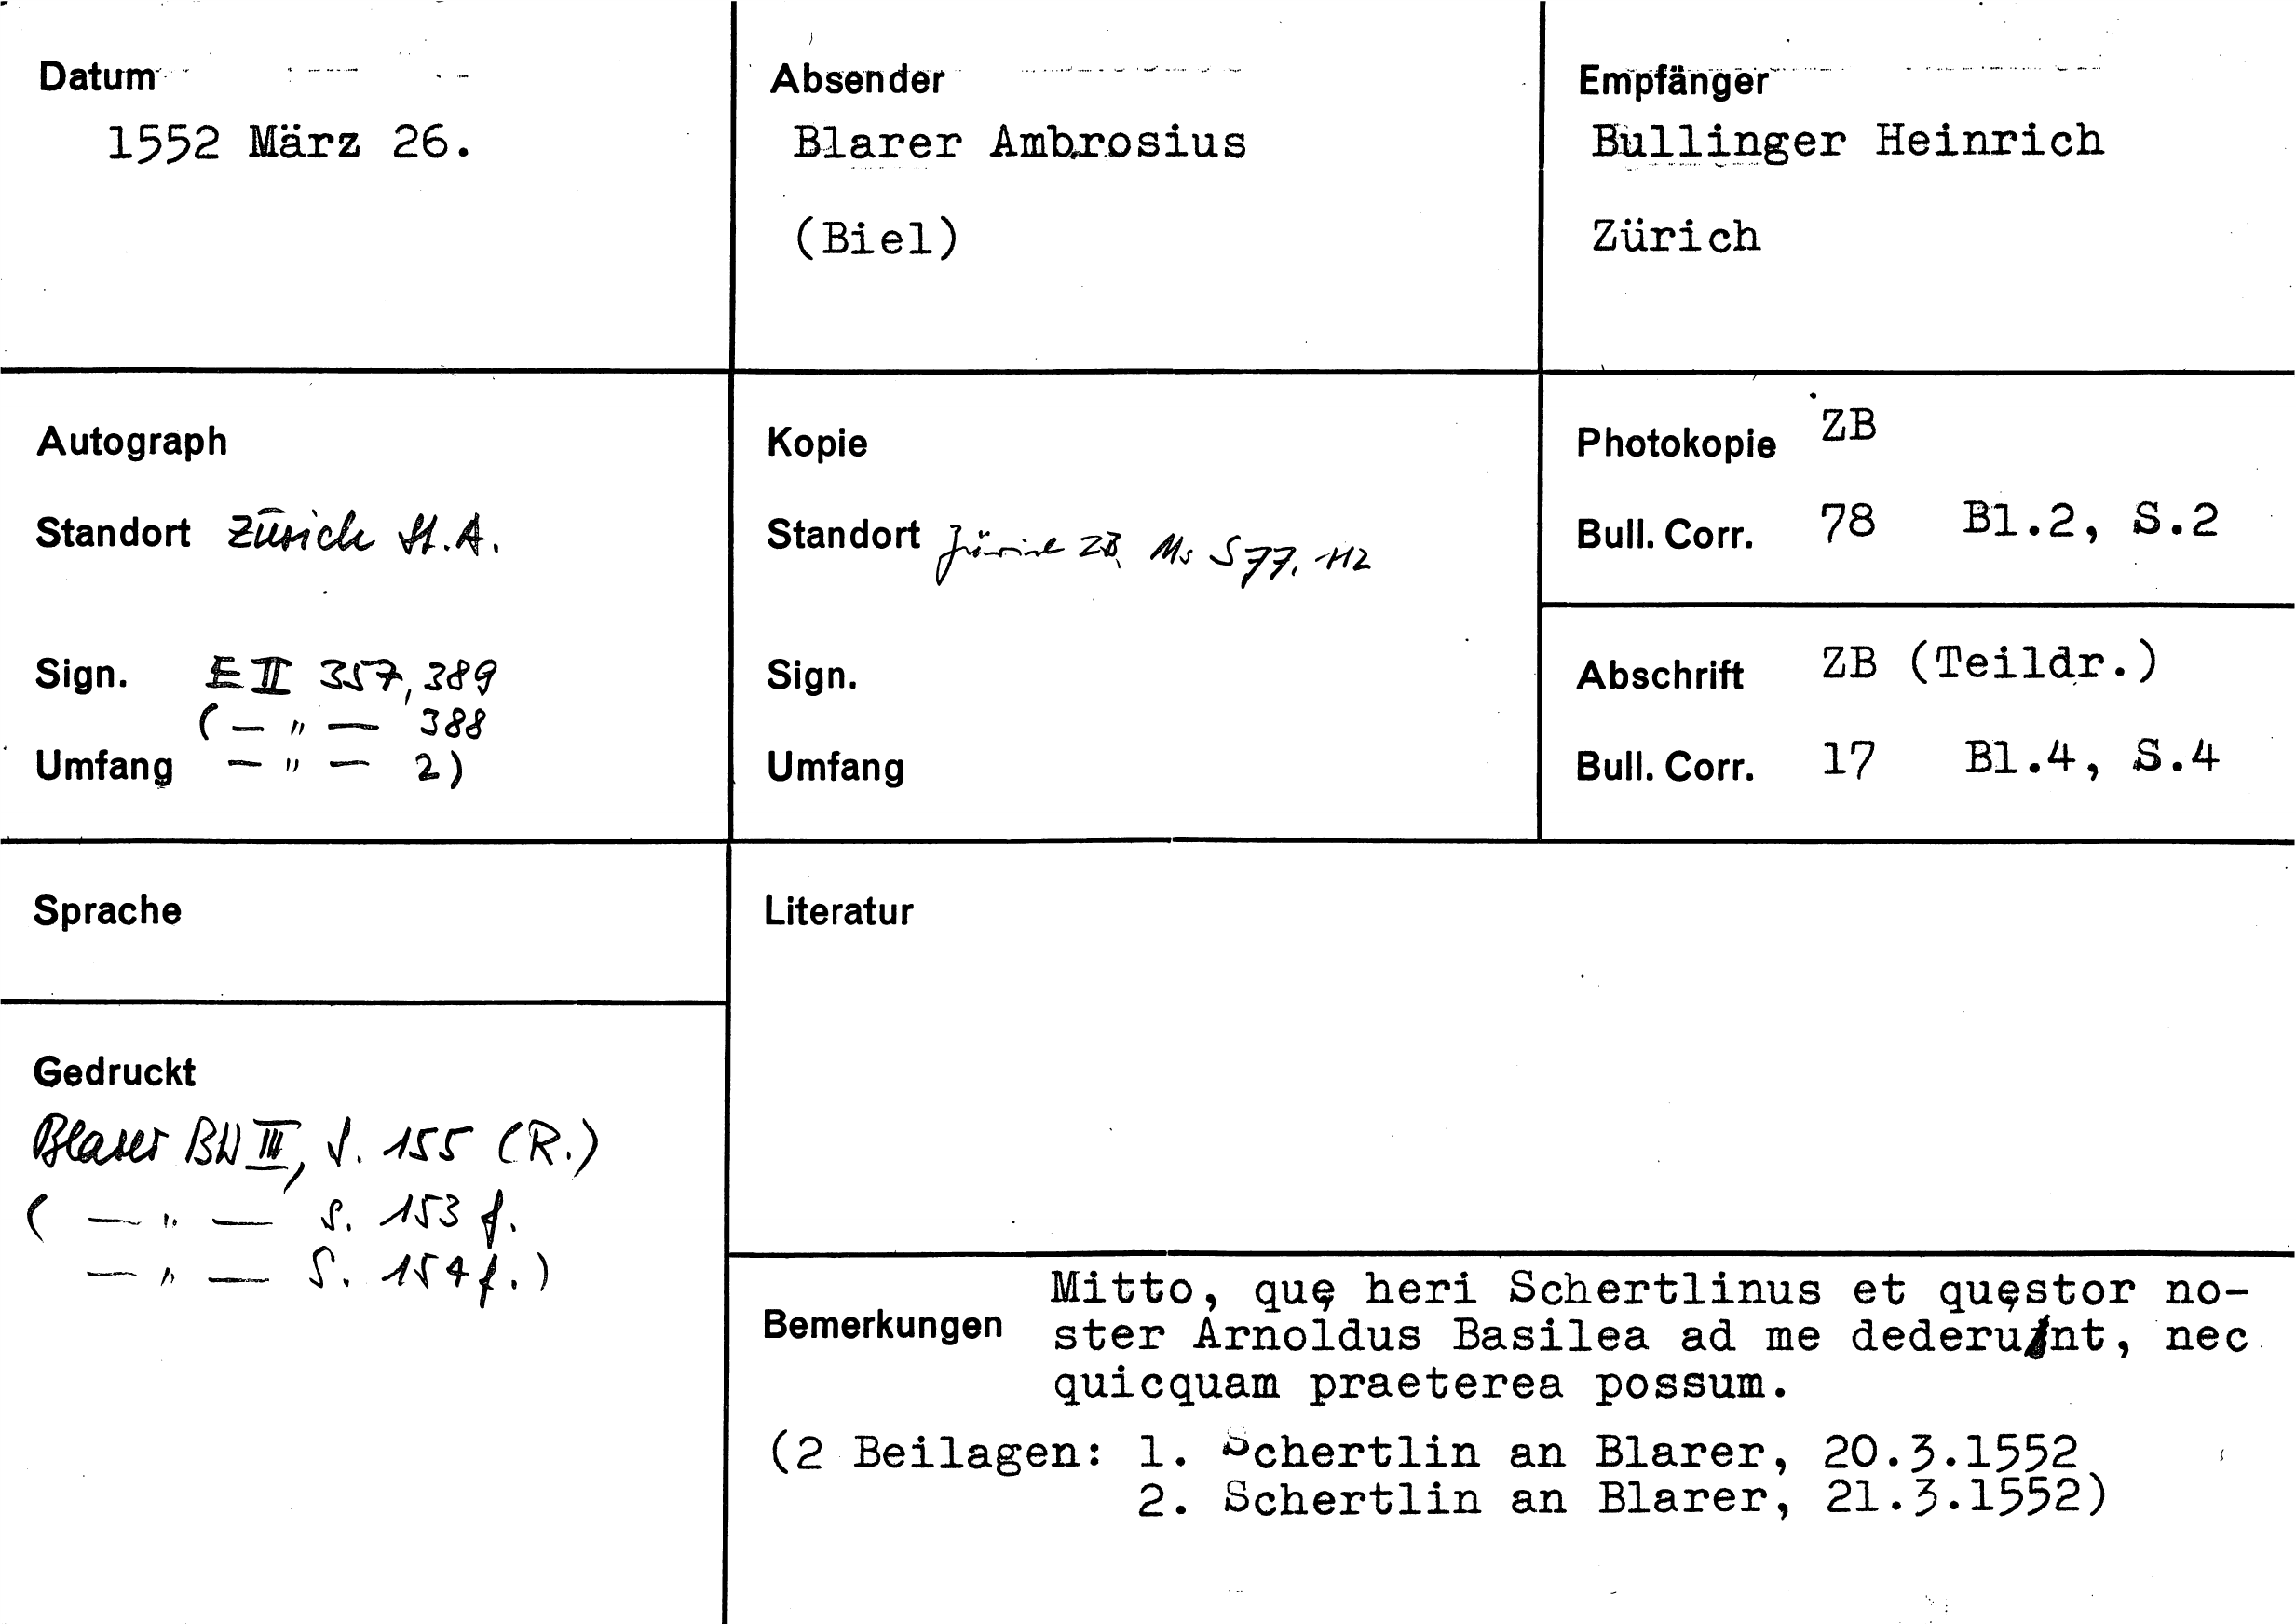 Datum
1552 März 26.
Absender
Blarer Ambrosius
(Biel)
Empfänger
Bullinger Heinrich
Zürich
Autograph
Standort Zürich St.A.
Sign. E II 357, 389
( — " — 388
Umfang — " — 2)
Kopie
Standort Zürich ZB, Ms S 77, 112
Sign.
Umfang
Photokopie ZB
Bull. Corr. 78 Bl.2, S.2
Abschrift ZB (Teildr.)
Bull. Corr. 17 Bl.4, S.4
Sprache
Gedruckt
Blarer BW III, S. 155 (R.)
( — " — S. 153 f.
— " — S. 154 f.)
Literatur
Bemerkungen
Mitto, quę heri Schertlinus et quęstor no-
ster Arnoldus Basilea ad me dederunt, nec
quicquam praeterea possum.
(2 Beilagen: 1. Schertlin an Blarer, 20.3.1552
2. Schertlin an Blarer, 21.3.1552)